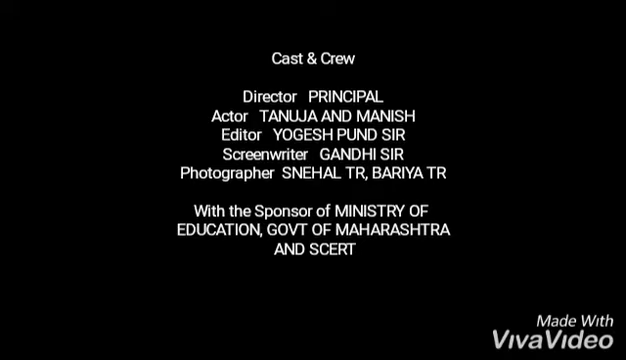 Cast & Crew
Director PRINCIPAL
Actor TANUJA AND MANISH
Editor YOGESH PUND SIR
Screenwriter GANDHI SIR
Photographer SNEHAL TR, BARIYA TR
With the Sponsor of MINISTRY OF
EDUCATION, GOVT OF MAHARASHTRA
AND SCERT
Made With
VivaVideo